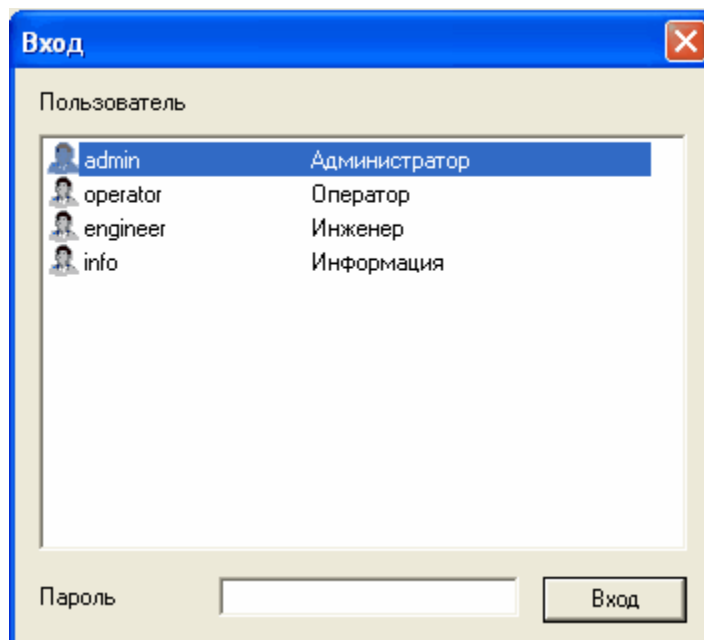 Вход
Пользователь
admin Администратор
operator Оператор
engineer Инженер
info Информация
Пароль Вход